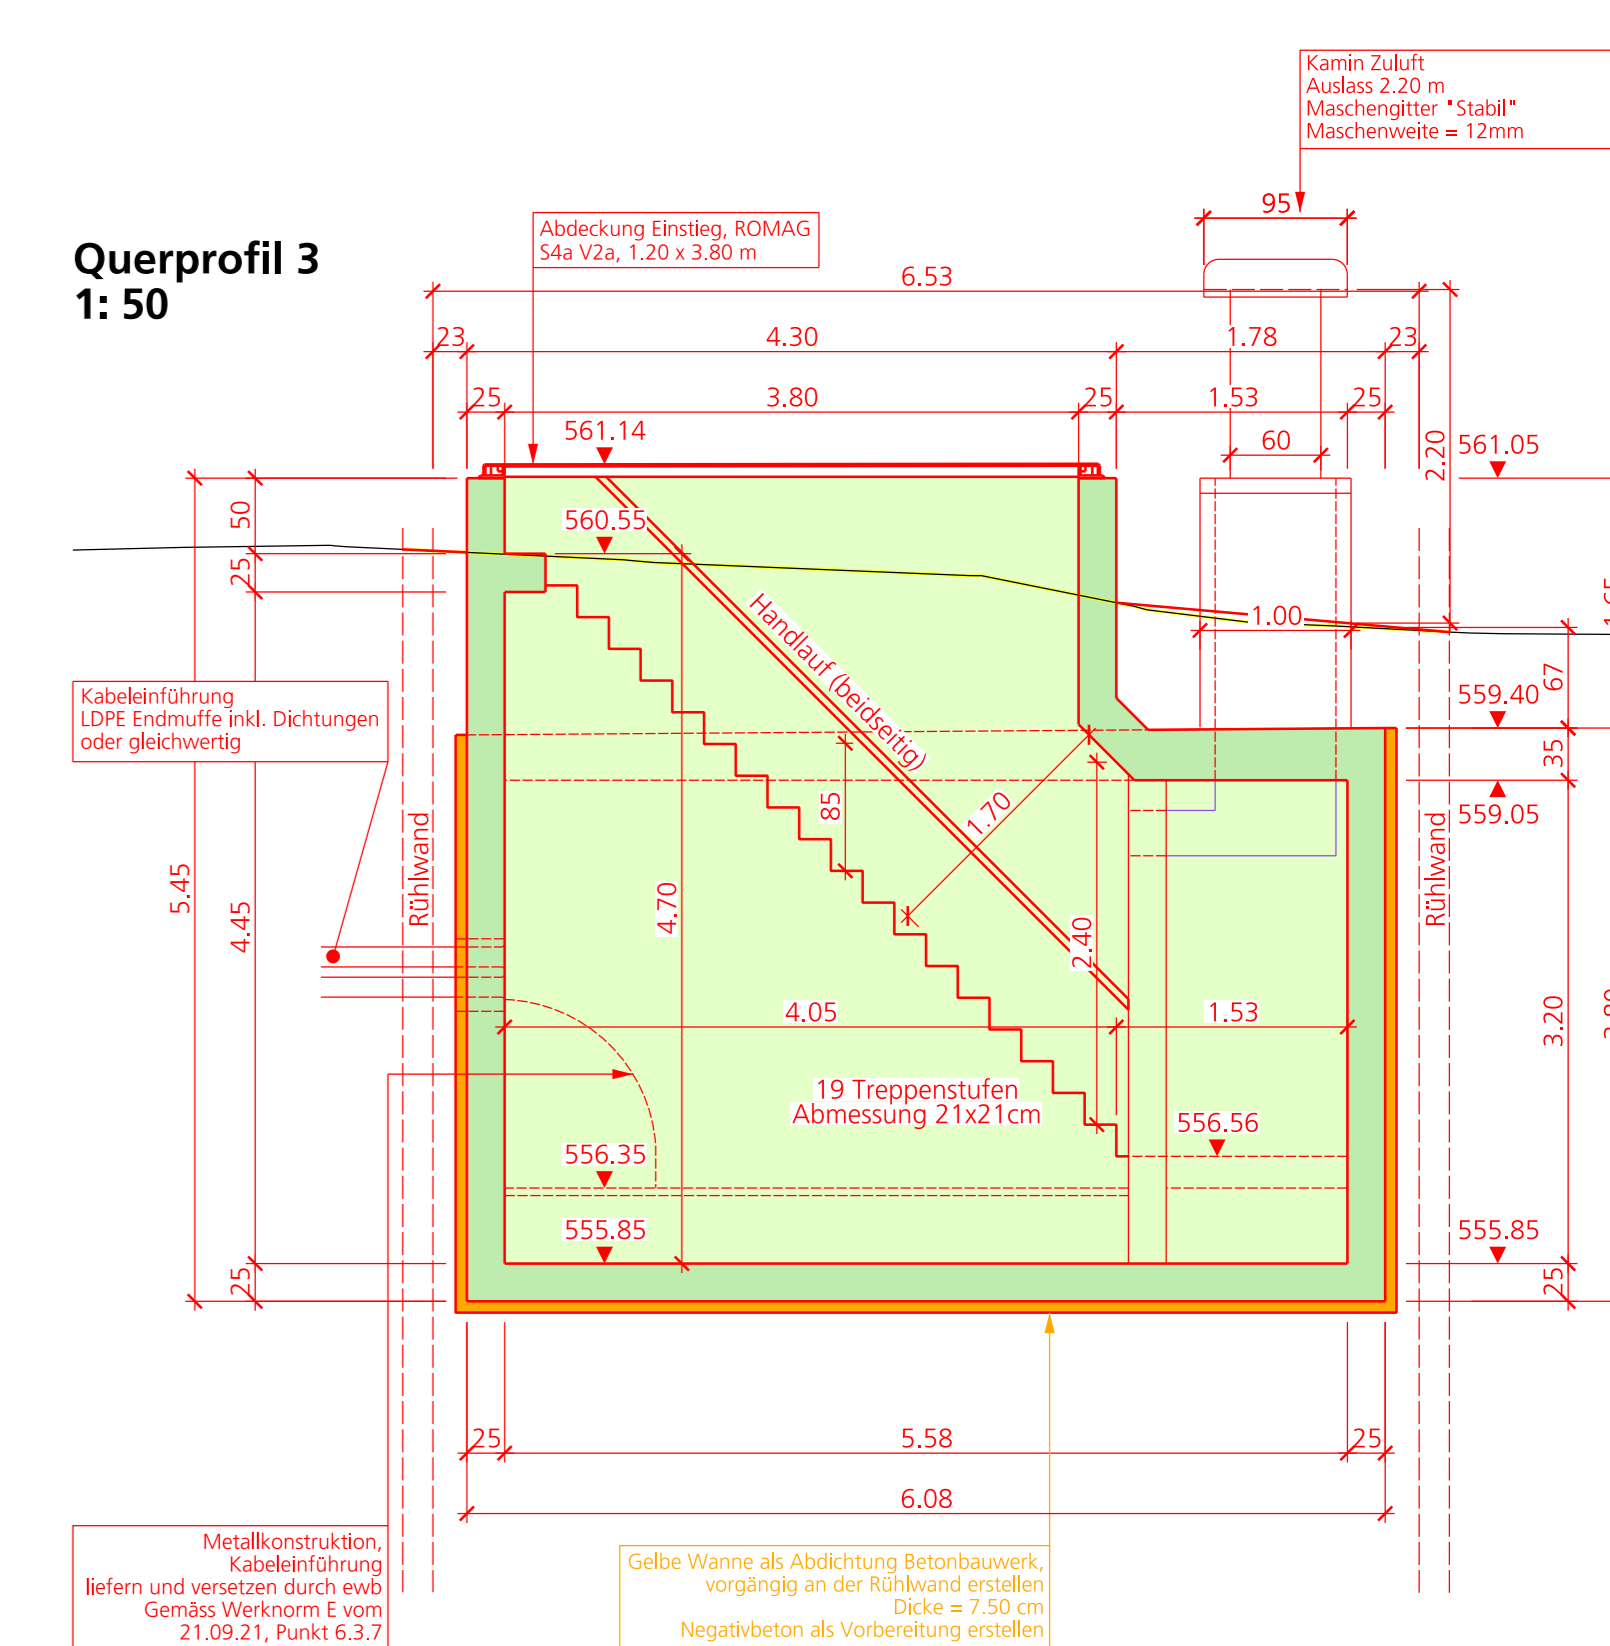 Kamin Zuluft
Auslass 2.20 m
Maschengitter "Stabil"
Maschenweite = 12mm
95
Abdeckung Einstieg, ROMAG
S4a V2a, 1.20 x 3.80 m
Querprofil 3
1: 50
6.53
23
4.30
1.78
23
25
3.80
25
1.53
25
561.14
60
2.20
561.05
50
560.55
25
Handlauf (beidseitig)
1.00
67
559.40
Kabeleinführung
LDPE Endmuffe inkl. Dichtungen
oder gleichwertig
35
85
1.70
559.05
Rühlwand
Rühlwand
5.45
4.45
4.70
2.40
4.05
1.53
3.20
19 Treppenstufen
Abmessung 21x21cm
556.56
556.35
555.85
555.85
25
25
25
5.58
25
6.08
Metallkonstruktion,
Kabeleinführung
liefern und versetzen durch ewb
Gemäss Werknorm E vom
21.09.21, Punkt 6.3.7
Gelbe Wanne als Abdichtung Betonbauwerk,
vorgängig an der Rühlwand erstellen
Dicke = 7.50 cm
Negativbeton als Vorbereitung erstellen